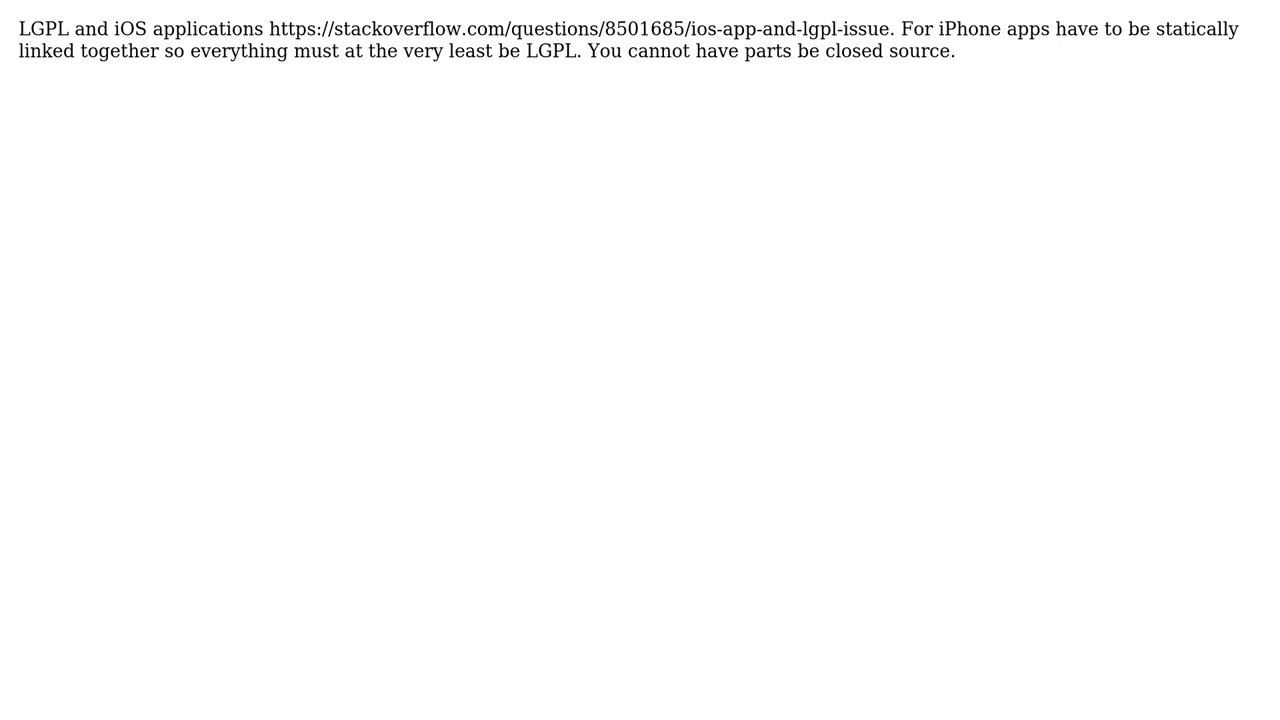 LGPL and iOS applications https://stackoverflow.com/questions/8501685/ios-app-and-lgpl-issue. For iPhone apps have to be statically
linked together so everything must at the very least be LGPL. You cannot have parts be closed source.